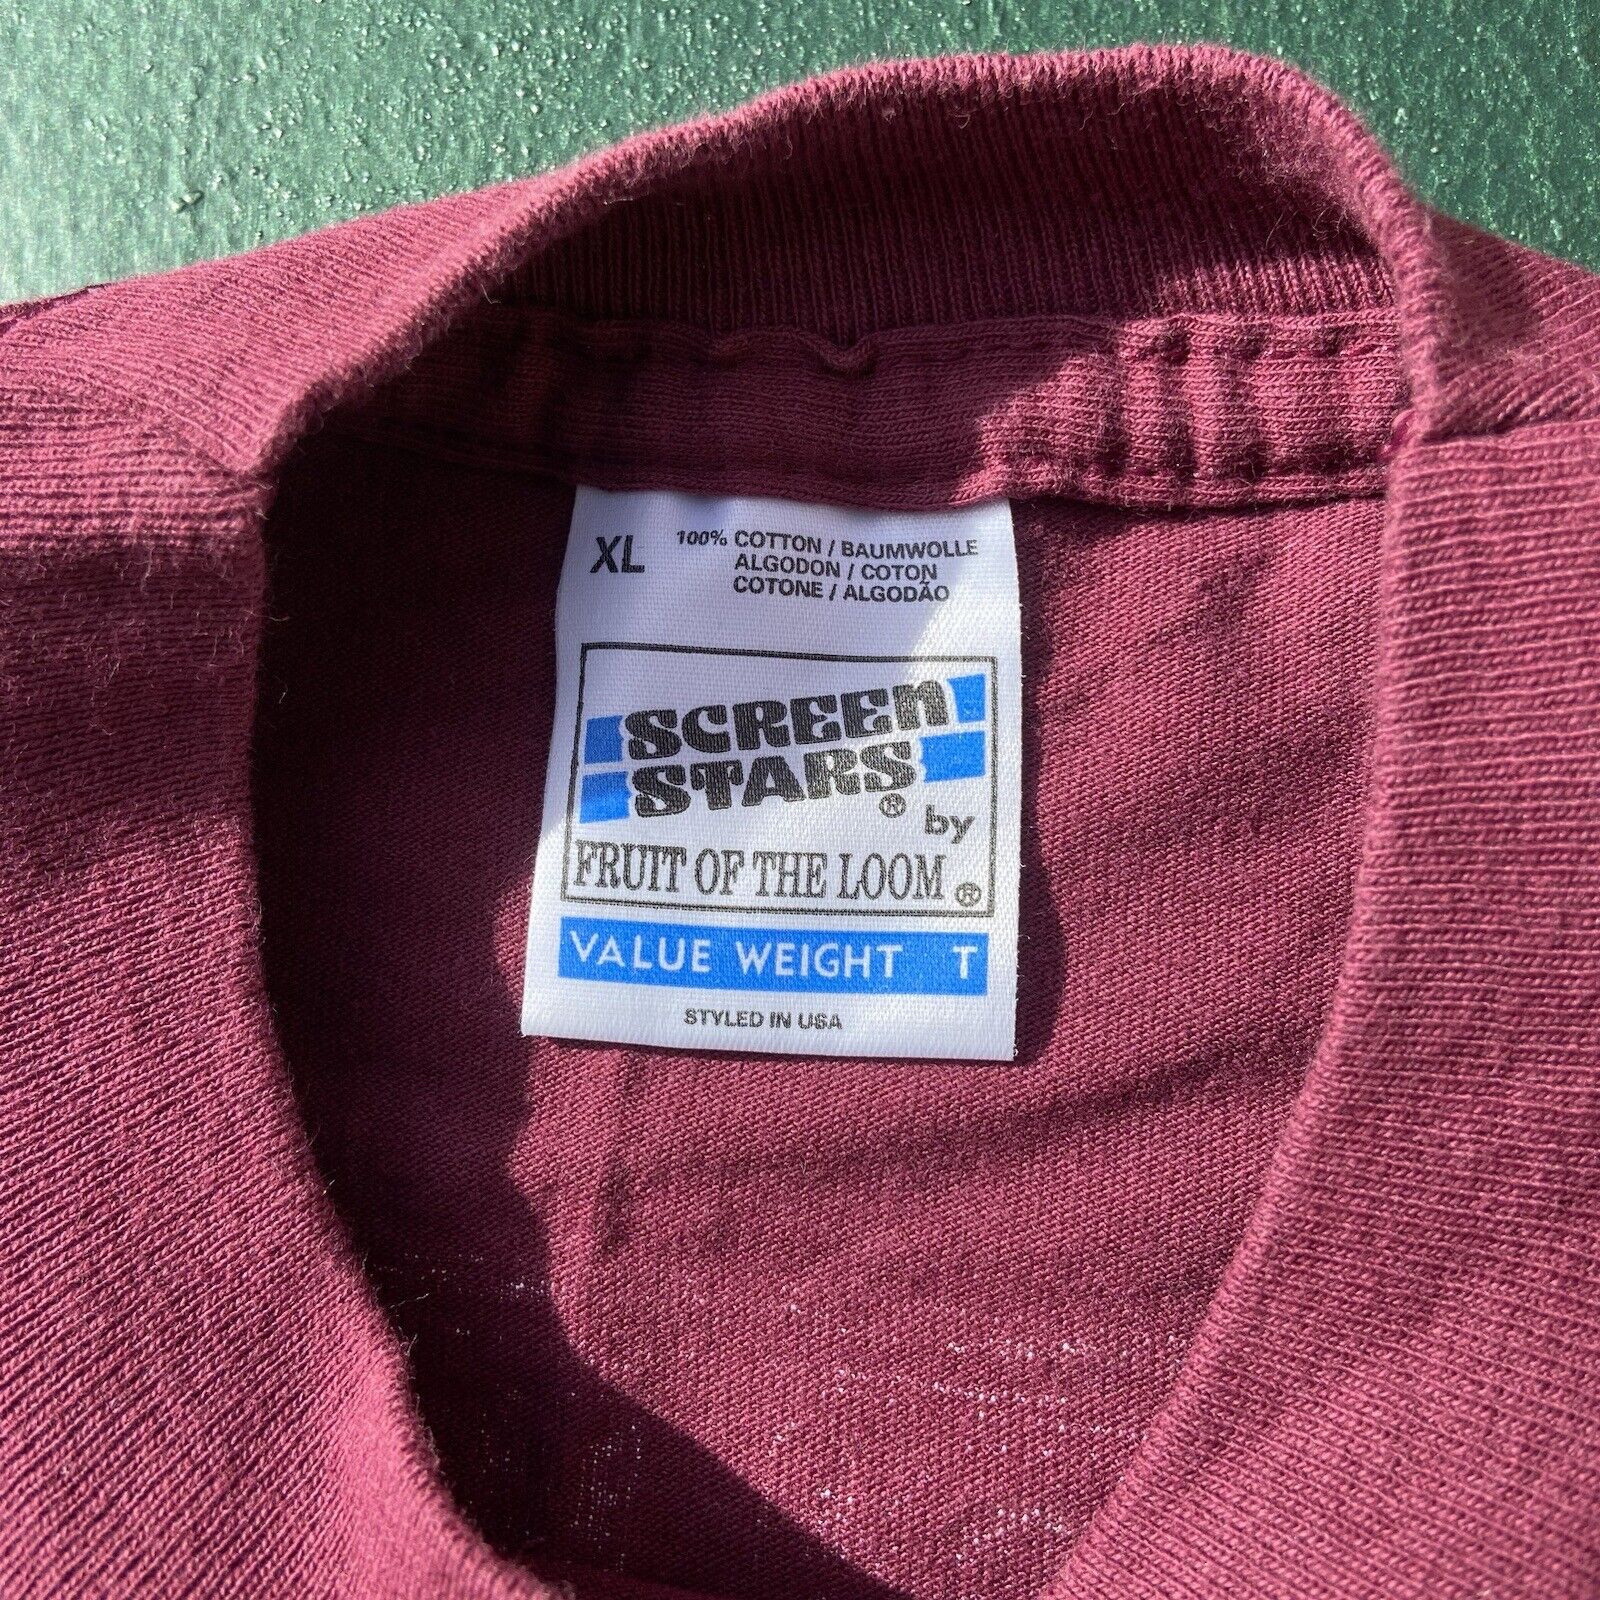 XL
100% COTTON / BAUMWOLLE
ALGODON / COTON
COTONE / ALGODÃO
SCREEN
STARS®
by
FRUIT OF THE LOOM®
VALUE WEIGHT T
STYLED IN USA